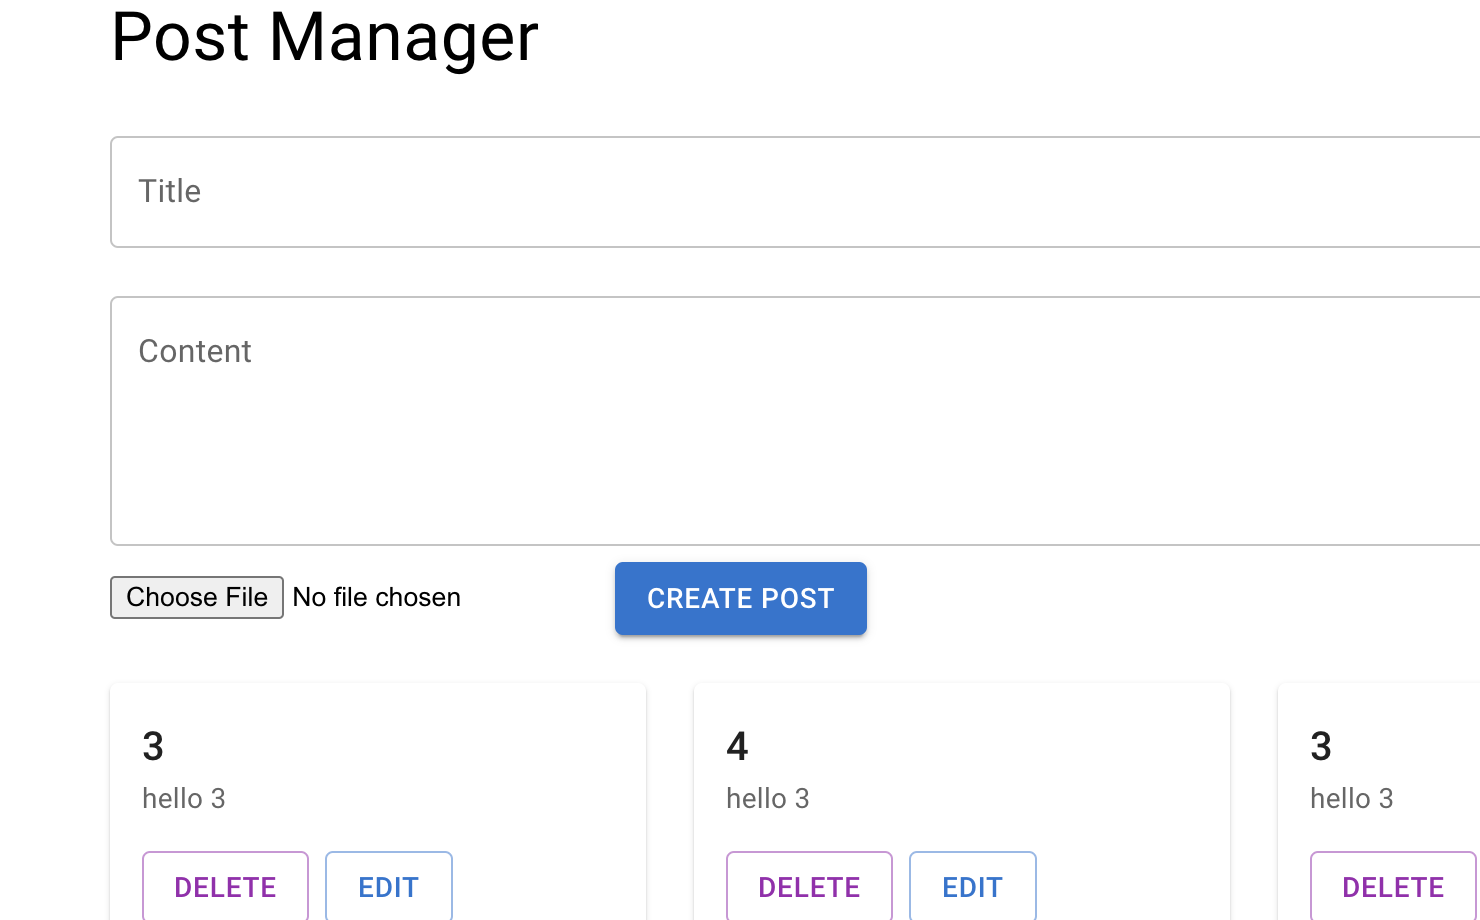 Post Manager
Title
Content
Choose File No file chosen
CREATE POST
3
hello 3
DELETE EDIT
4
hello 3
DELETE EDIT
3
hello 3
DELETE